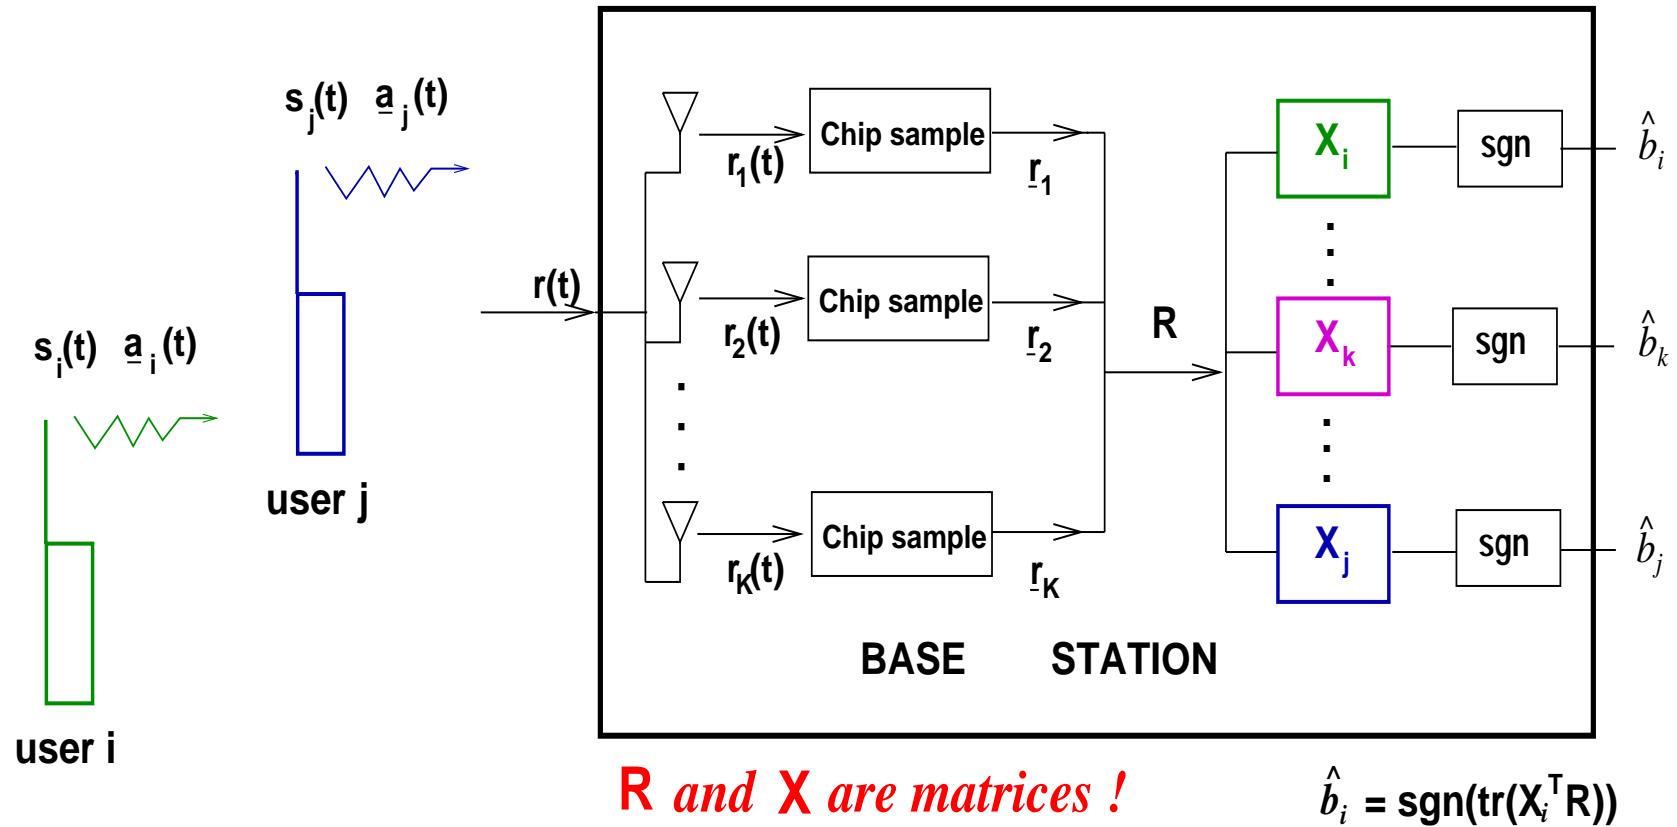 s_j(t) a_j(t)
Chip sample
r_1(t)
r_1
X_i
sgn
b̂_i
r(t)
Chip sample
r_2(t)
r_2
R
X_k
sgn
b̂_k
s_i(t) a_i(t)
user j
Chip sample
r_K(t)
r_K
X_j
sgn
b̂_j
BASE STATION
user i
R and X are matrices !
b̂_i = sgn(tr(X_i^T R))